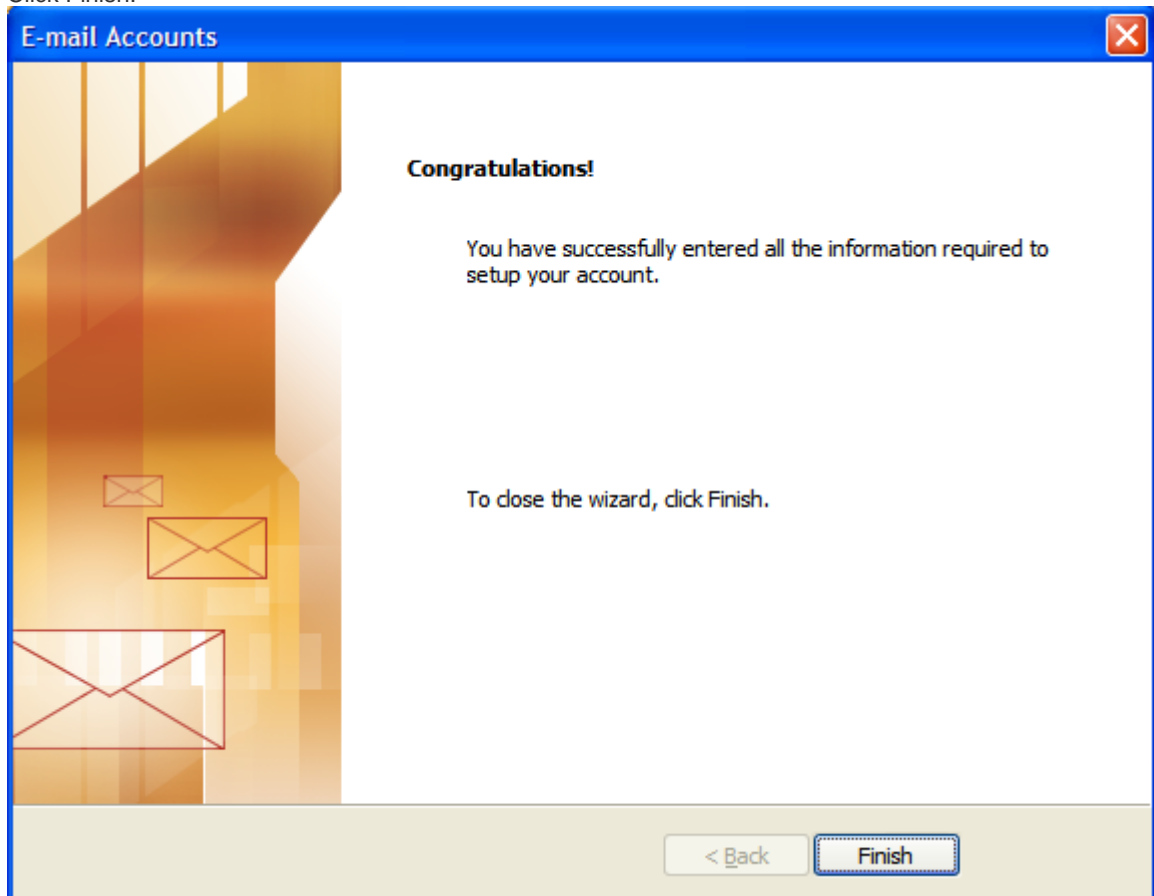 E-mail Accounts
Congratulations!
You have successfully entered all the information required to
setup your account.
To close the wizard, click Finish.
< Back
Finish